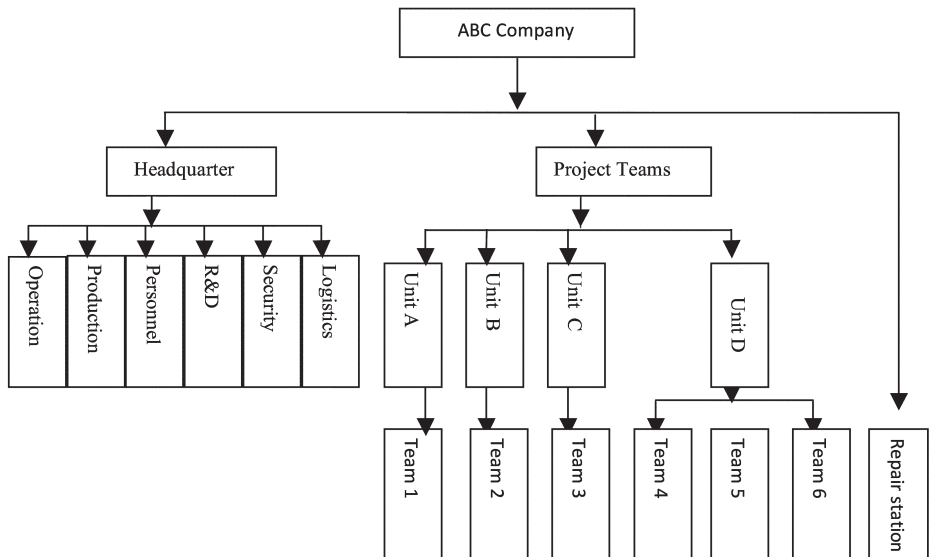 ABC Company
Headquarter
Project Teams
Operation
Production
Personnel
R&D
Security
Logistics
Unit A
Unit B
Unit C
Unit D
Team 1
Team 2
Team 3
Team 4
Team 5
Team 6
Repair station